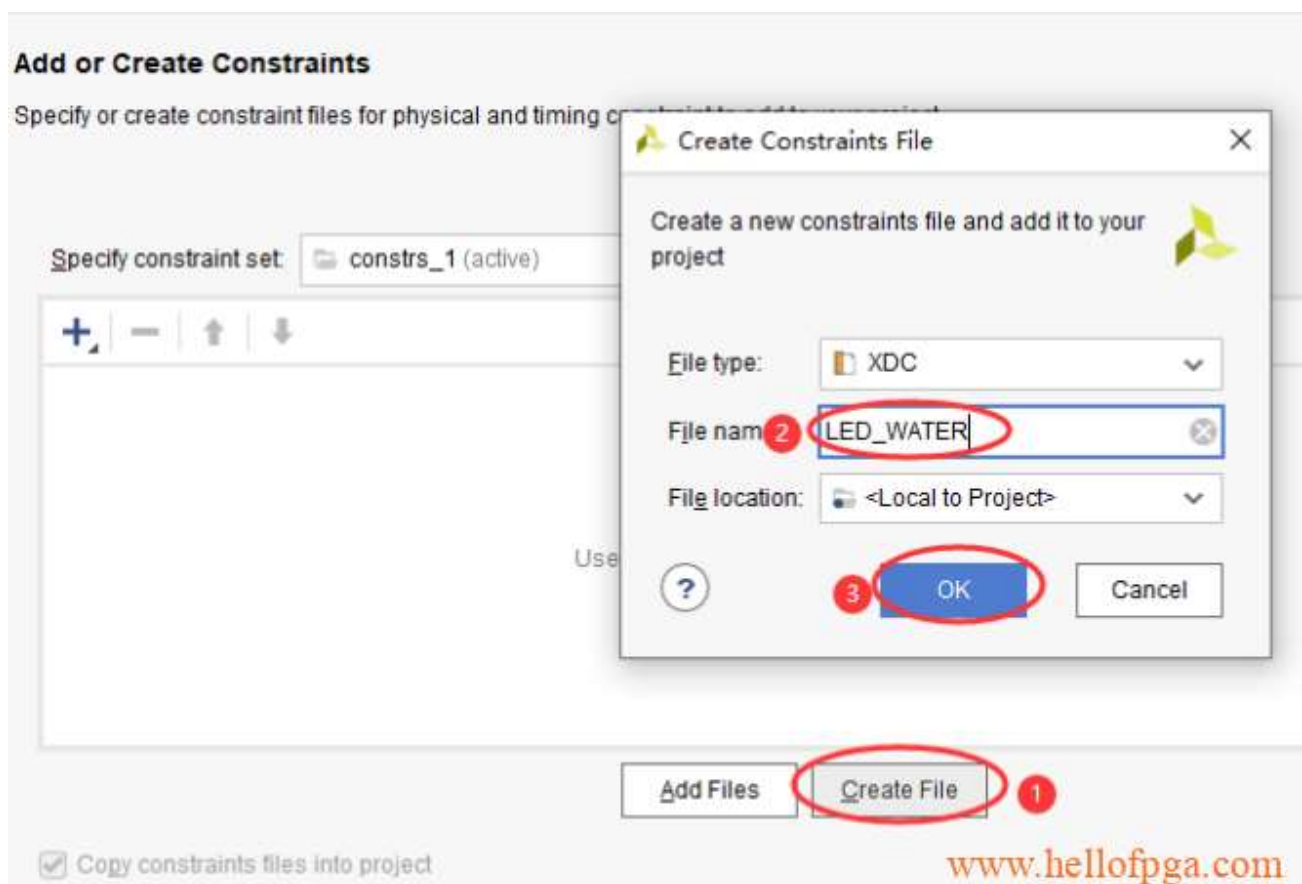 Add or Create Constraints
Specify or create constraint files for physical and timing
Create Constraints File
Create a new constraints file and add it to your
project
Specify constraint set:
constrs_1 (active)
File type:
XDC
File nam
2
LED_WATER
File location:
<Local to Project>
Use
?
3
OK
Cancel
Add Files
Create File
1
Copy constraints files into project
www.hellofpga.com